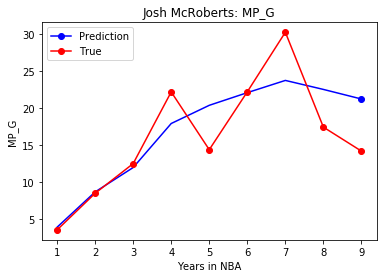 Josh McRoberts: MP_G
Prediction
True
MP_G
30
25
20
15
10
5
1 2 3 4 5 6 7 8 9
Years in NBA